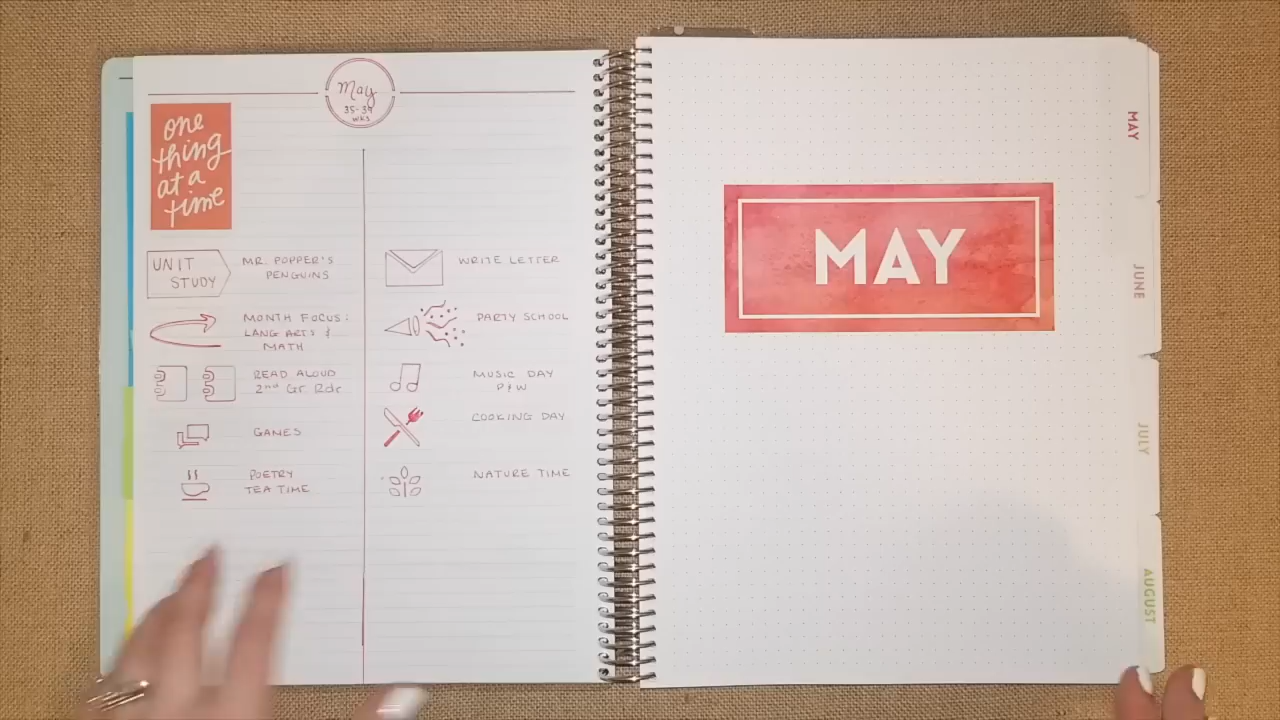 May
35-39
WKS
one
thing
at a
time
UNIT
STUDY
MR. POPPER'S
PENGUINS
MONTH FOCUS:
LANG ARTS &
MATH
READ ALOUD
2nd Gr. Rdr.
GAMES
POETRY
TEA TIME
WRITE LETTER
PARTY SCHOOL
MUSIC DAY
P&W
COOKING DAY
NATURE TIME
MAY
MAY
JUNE
JULY
AUGUST